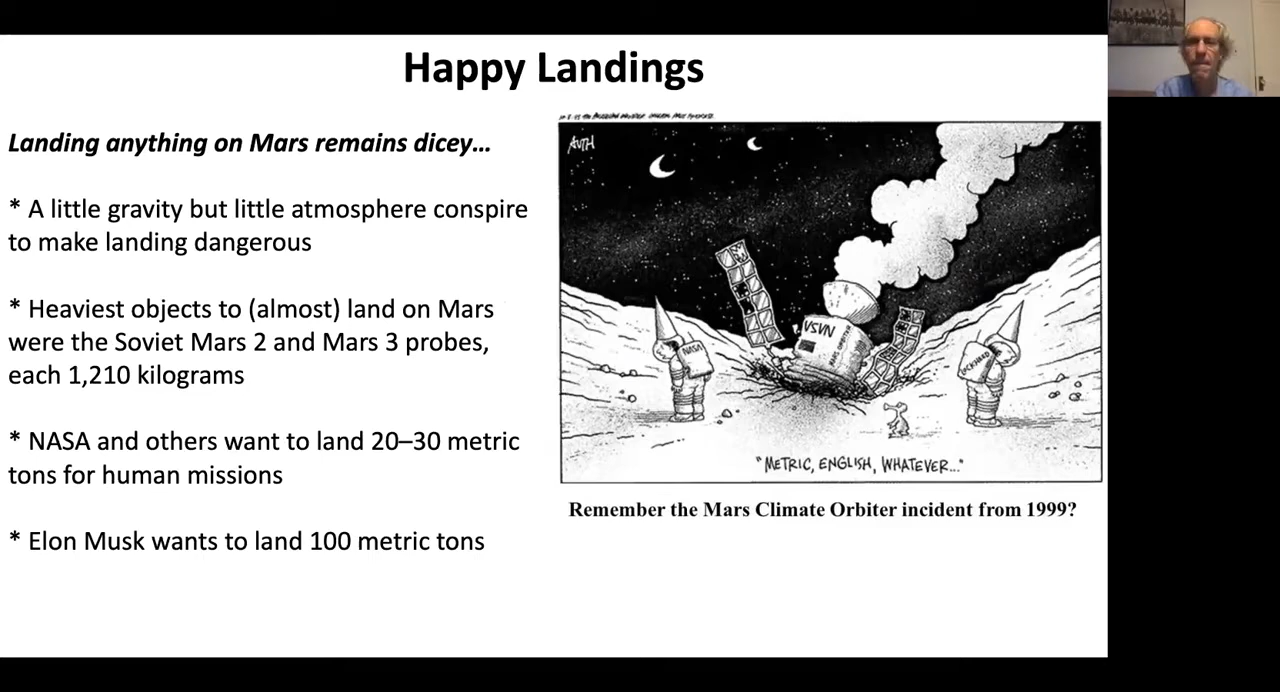 Happy Landings
Landing anything on Mars remains dicey...
* A little gravity but little atmosphere conspire
to make landing dangerous
* Heaviest objects to (almost) land on Mars
were the Soviet Mars 2 and Mars 3 probes,
each 1,210 kilograms
* NASA and others want to land 20–30 metric
tons for human missions
* Elon Musk wants to land 100 metric tons
AUTH
NASA
NASA
LOCKHEED
"METRIC, ENGLISH, WHATEVER..."
Remember the Mars Climate Orbiter incident from 1999?